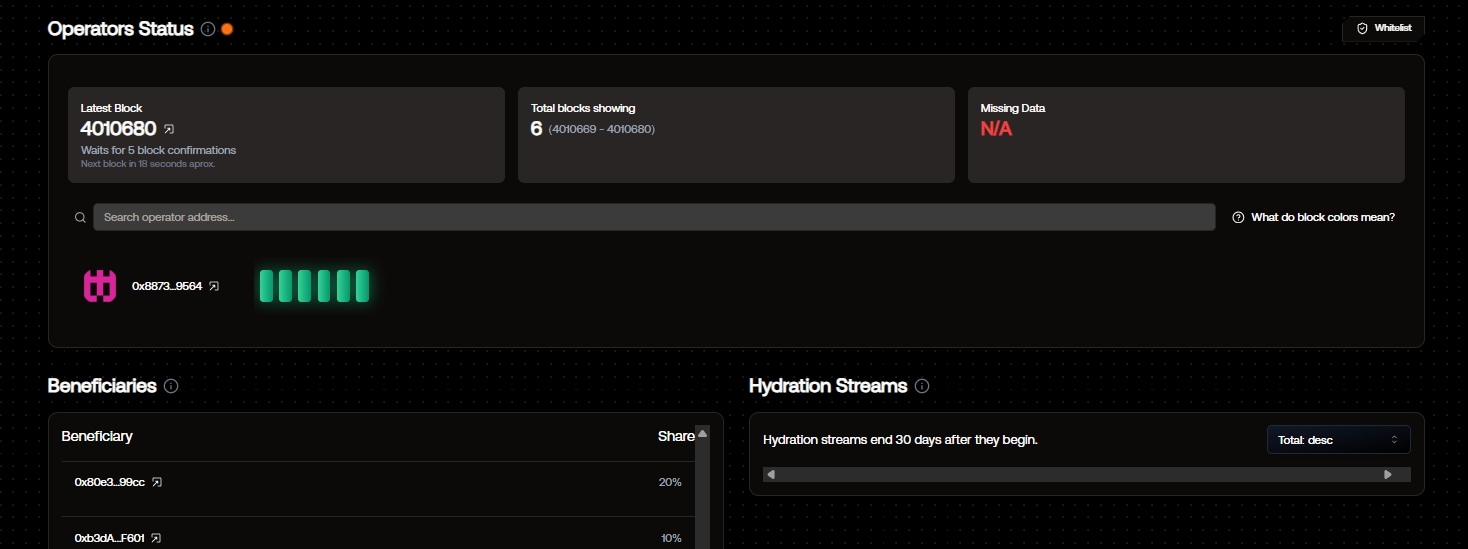 Operators Status
Whitelist
Latest Block
4010680
Waits for 5 block confirmations
Next block in 18 seconds aprox.
Total blocks showing
6 (4010669 - 4010680)
Missing Data
N/A
Search operator address...
What do block colors mean?
0x8873...9564
Beneficiaries
Beneficiary Share
0x80e3...99cc 20%
0xb3dA...F601 10%
Hydration Streams
Hydration streams end 30 days after they begin.
Total: desc